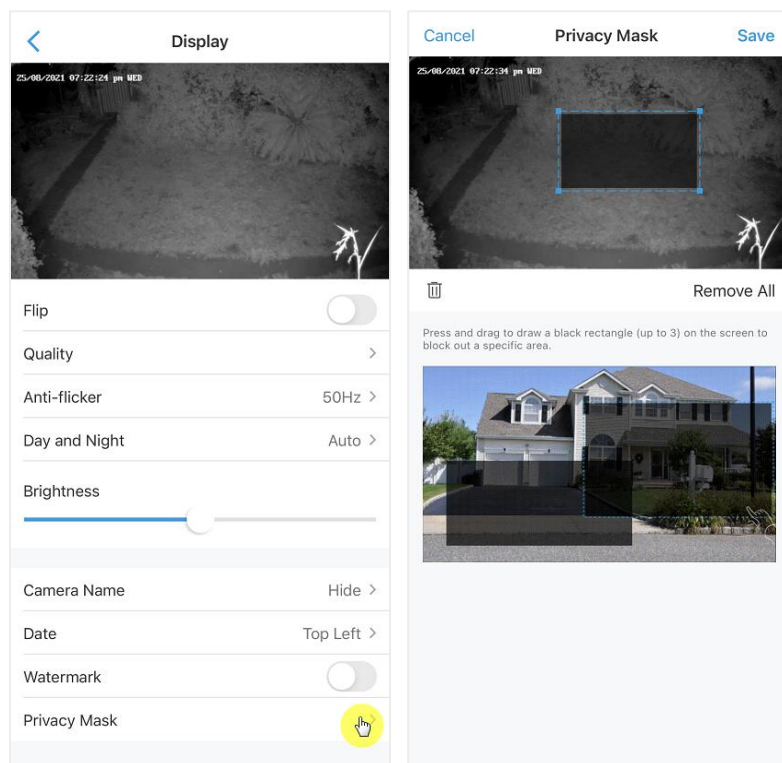 Display
25/08/2021 07:22:24 pm WED
Flip
Quality
Anti-flicker 50Hz
Day and Night Auto
Brightness
Camera Name Hide
Date Top Left
Watermark
Privacy Mask
Cancel Privacy Mask Save
25/08/2021 07:22:34 pm WED
Remove All
Press and drag to draw a black rectangle (up to 3) on the screen to
block out a specific area.